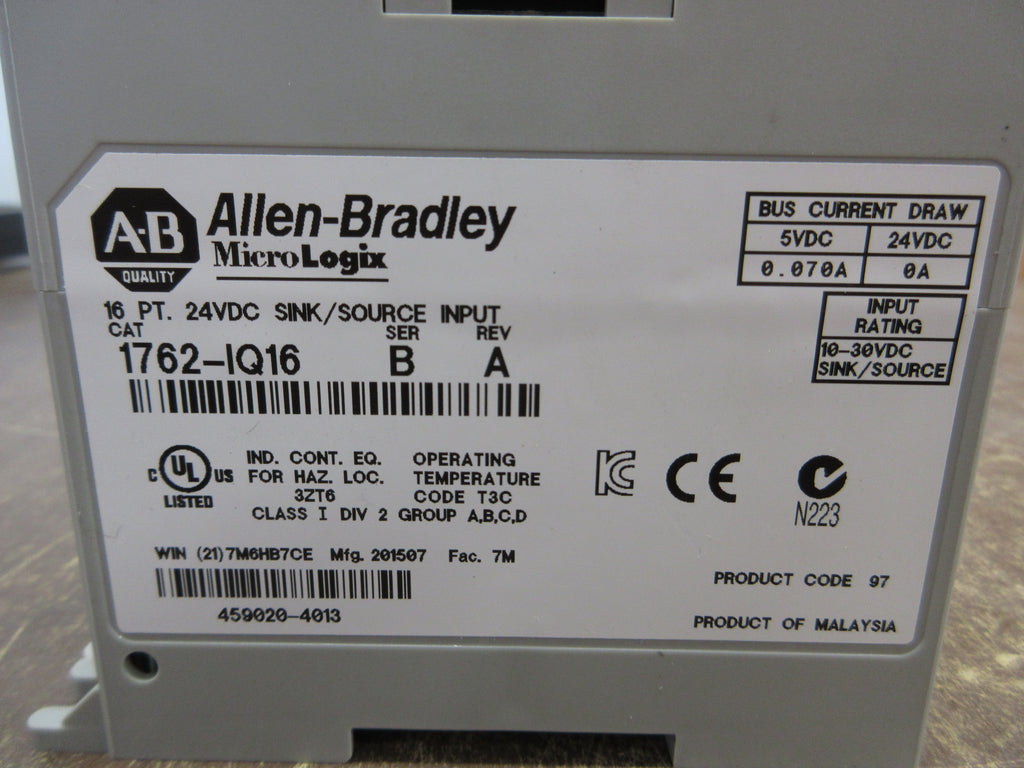 A-B
QUALITY
Allen-Bradley
MicroLogix
BUS CURRENT DRAW
5VDC 24VDC
0.070A 0A
16 PT. 24VDC SINK/SOURCE INPUT
INPUT
RATING
10-30VDC
SINK/SOURCE
CAT SER REV
1762-IQ16 B A
C UL US
LISTED
IND. CONT. EQ.
FOR HAZ. LOC.
3ZT6
OPERATING
TEMPERATURE
CODE T3C
CLASS I DIV 2 GROUP A,B,C,D
KC
CE
N223
WIN (21)7M6HB7CE Mfg. 201507 Fac. 7M
459020-4013
PRODUCT CODE 97
PRODUCT OF MALAYSIA